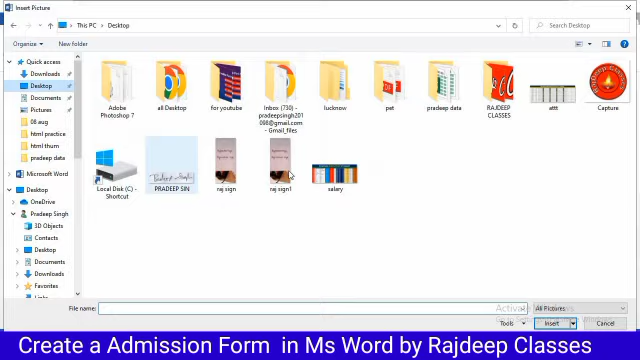 Insert Picture
This PC > Desktop
Search Desktop
Organize
New folder
Quick access
Downloads
Desktop
Documents
Pictures
08 aug
html practice
html thum
pradeep data
Microsoft Word
Desktop
OneDrive
Pradeep Singh
3D Objects
Contacts
Desktop
Documents
Downloads
Favorites
Links
Adobe
Photoshop 7
all Desktop
for youtube
Inbox (730) -
pradeepsingh201
098@gmail.com
- Gmail_files
lucknow
pet
pradeep data
RAJDEEP
CLASSES
attt
Capture
Local Disk (C) -
Shortcut
PRADEEP SIN
raj sign
raj sign1
salary
File name:
All Pictures
Tools
Insert
Cancel
Create a Admission Form in Ms Word by Rajdeep Classes